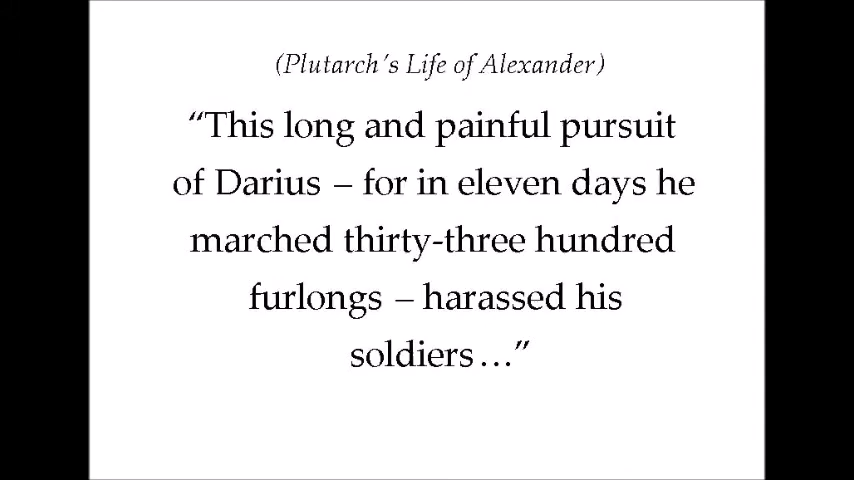 (Plutarch's Life of Alexander)
“This long and painful pursuit
of Darius – for in eleven days he
marched thirty-three hundred
furlongs – harassed his
soldiers…”